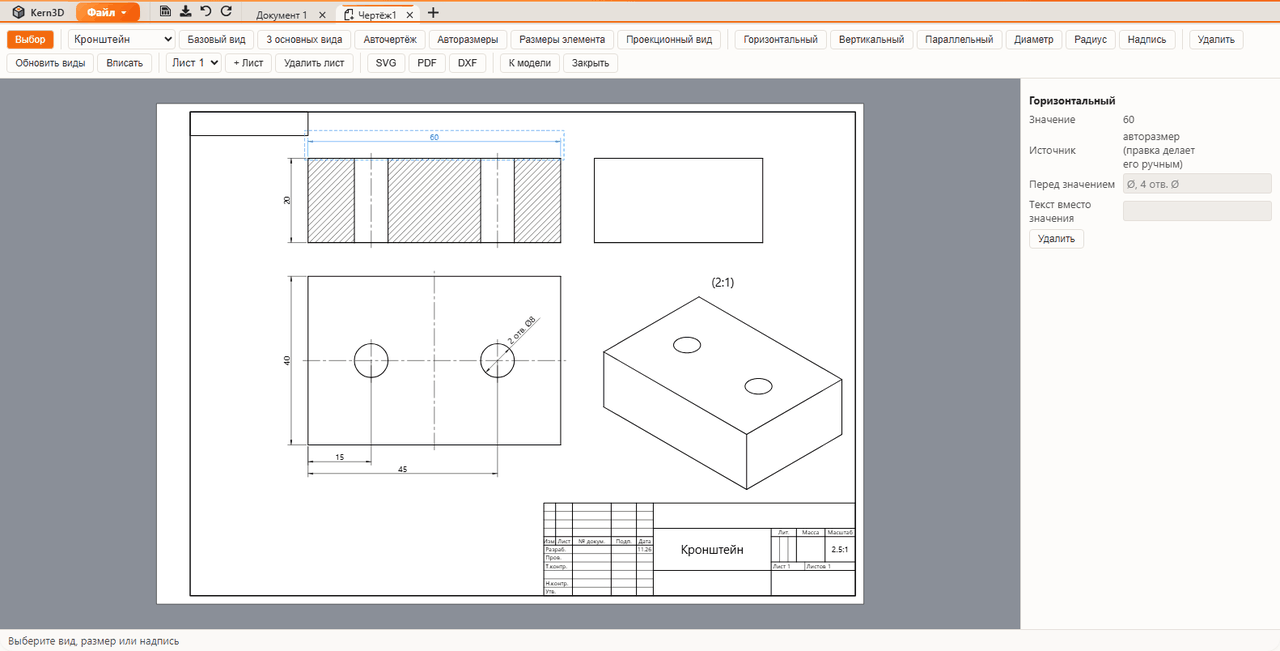 Kern3D Файл Документ 1 × Чертёж1 × +
Выбор Кронштейн Базовый вид 3 основных вида Авточертёж Авторазмеры Размеры элемента Проекционный вид Горизонтальный Вертикальный Параллельный Диаметр Радиус Надпись Удалить
Обновить виды Вписать Лист 1 + Лист Удалить лист SVG PDF DXF К модели Закрыть
Горизонтальный
Значение 60
Источник авторазмер
(правка делает
его ручным)
Перед значением Ø, 4 отв. Ø
Текст вместо
значения
Удалить
60
20
(2:1)
2 отв. Ø8
40
15
45
Изм Лист № докум. Подп. Дата
Разраб. 11.26
Пров.
Т.контр.
Н.контр.
Утв.
Кронштейн
Лит. Масса Масштаб
2.5:1
Лист 1 Листов 1
Выберите вид, размер или надпись